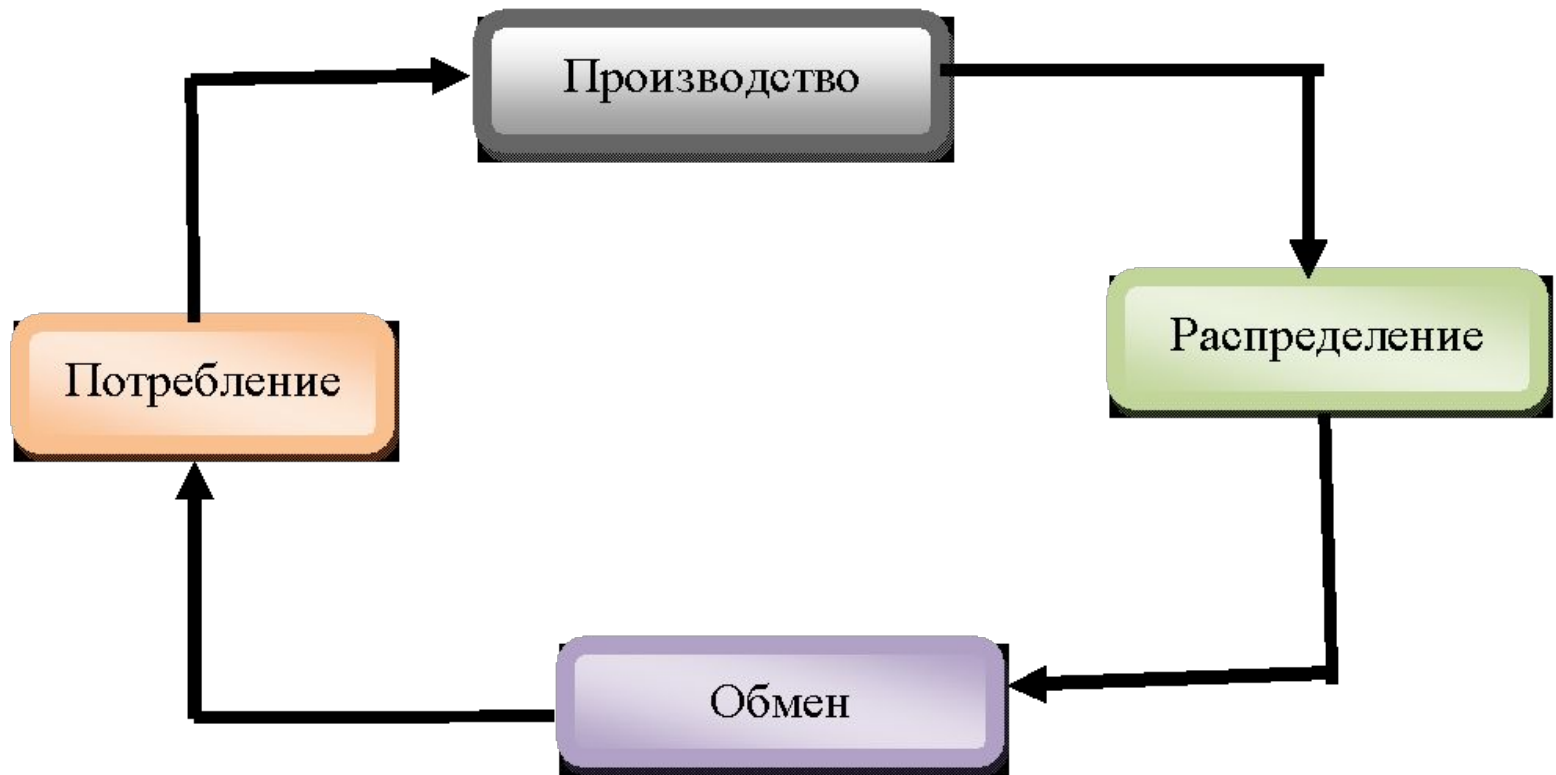 Производство
Распределение
Потребление
Обмен